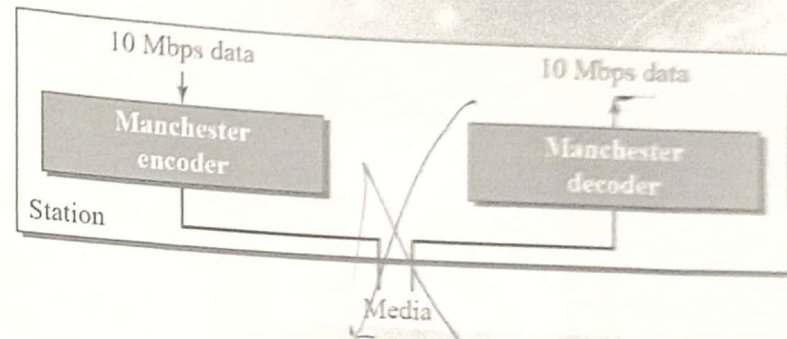 10 Mbps data
10 Mbps data
Manchester
encoder
Manchester
decoder
Station
Media